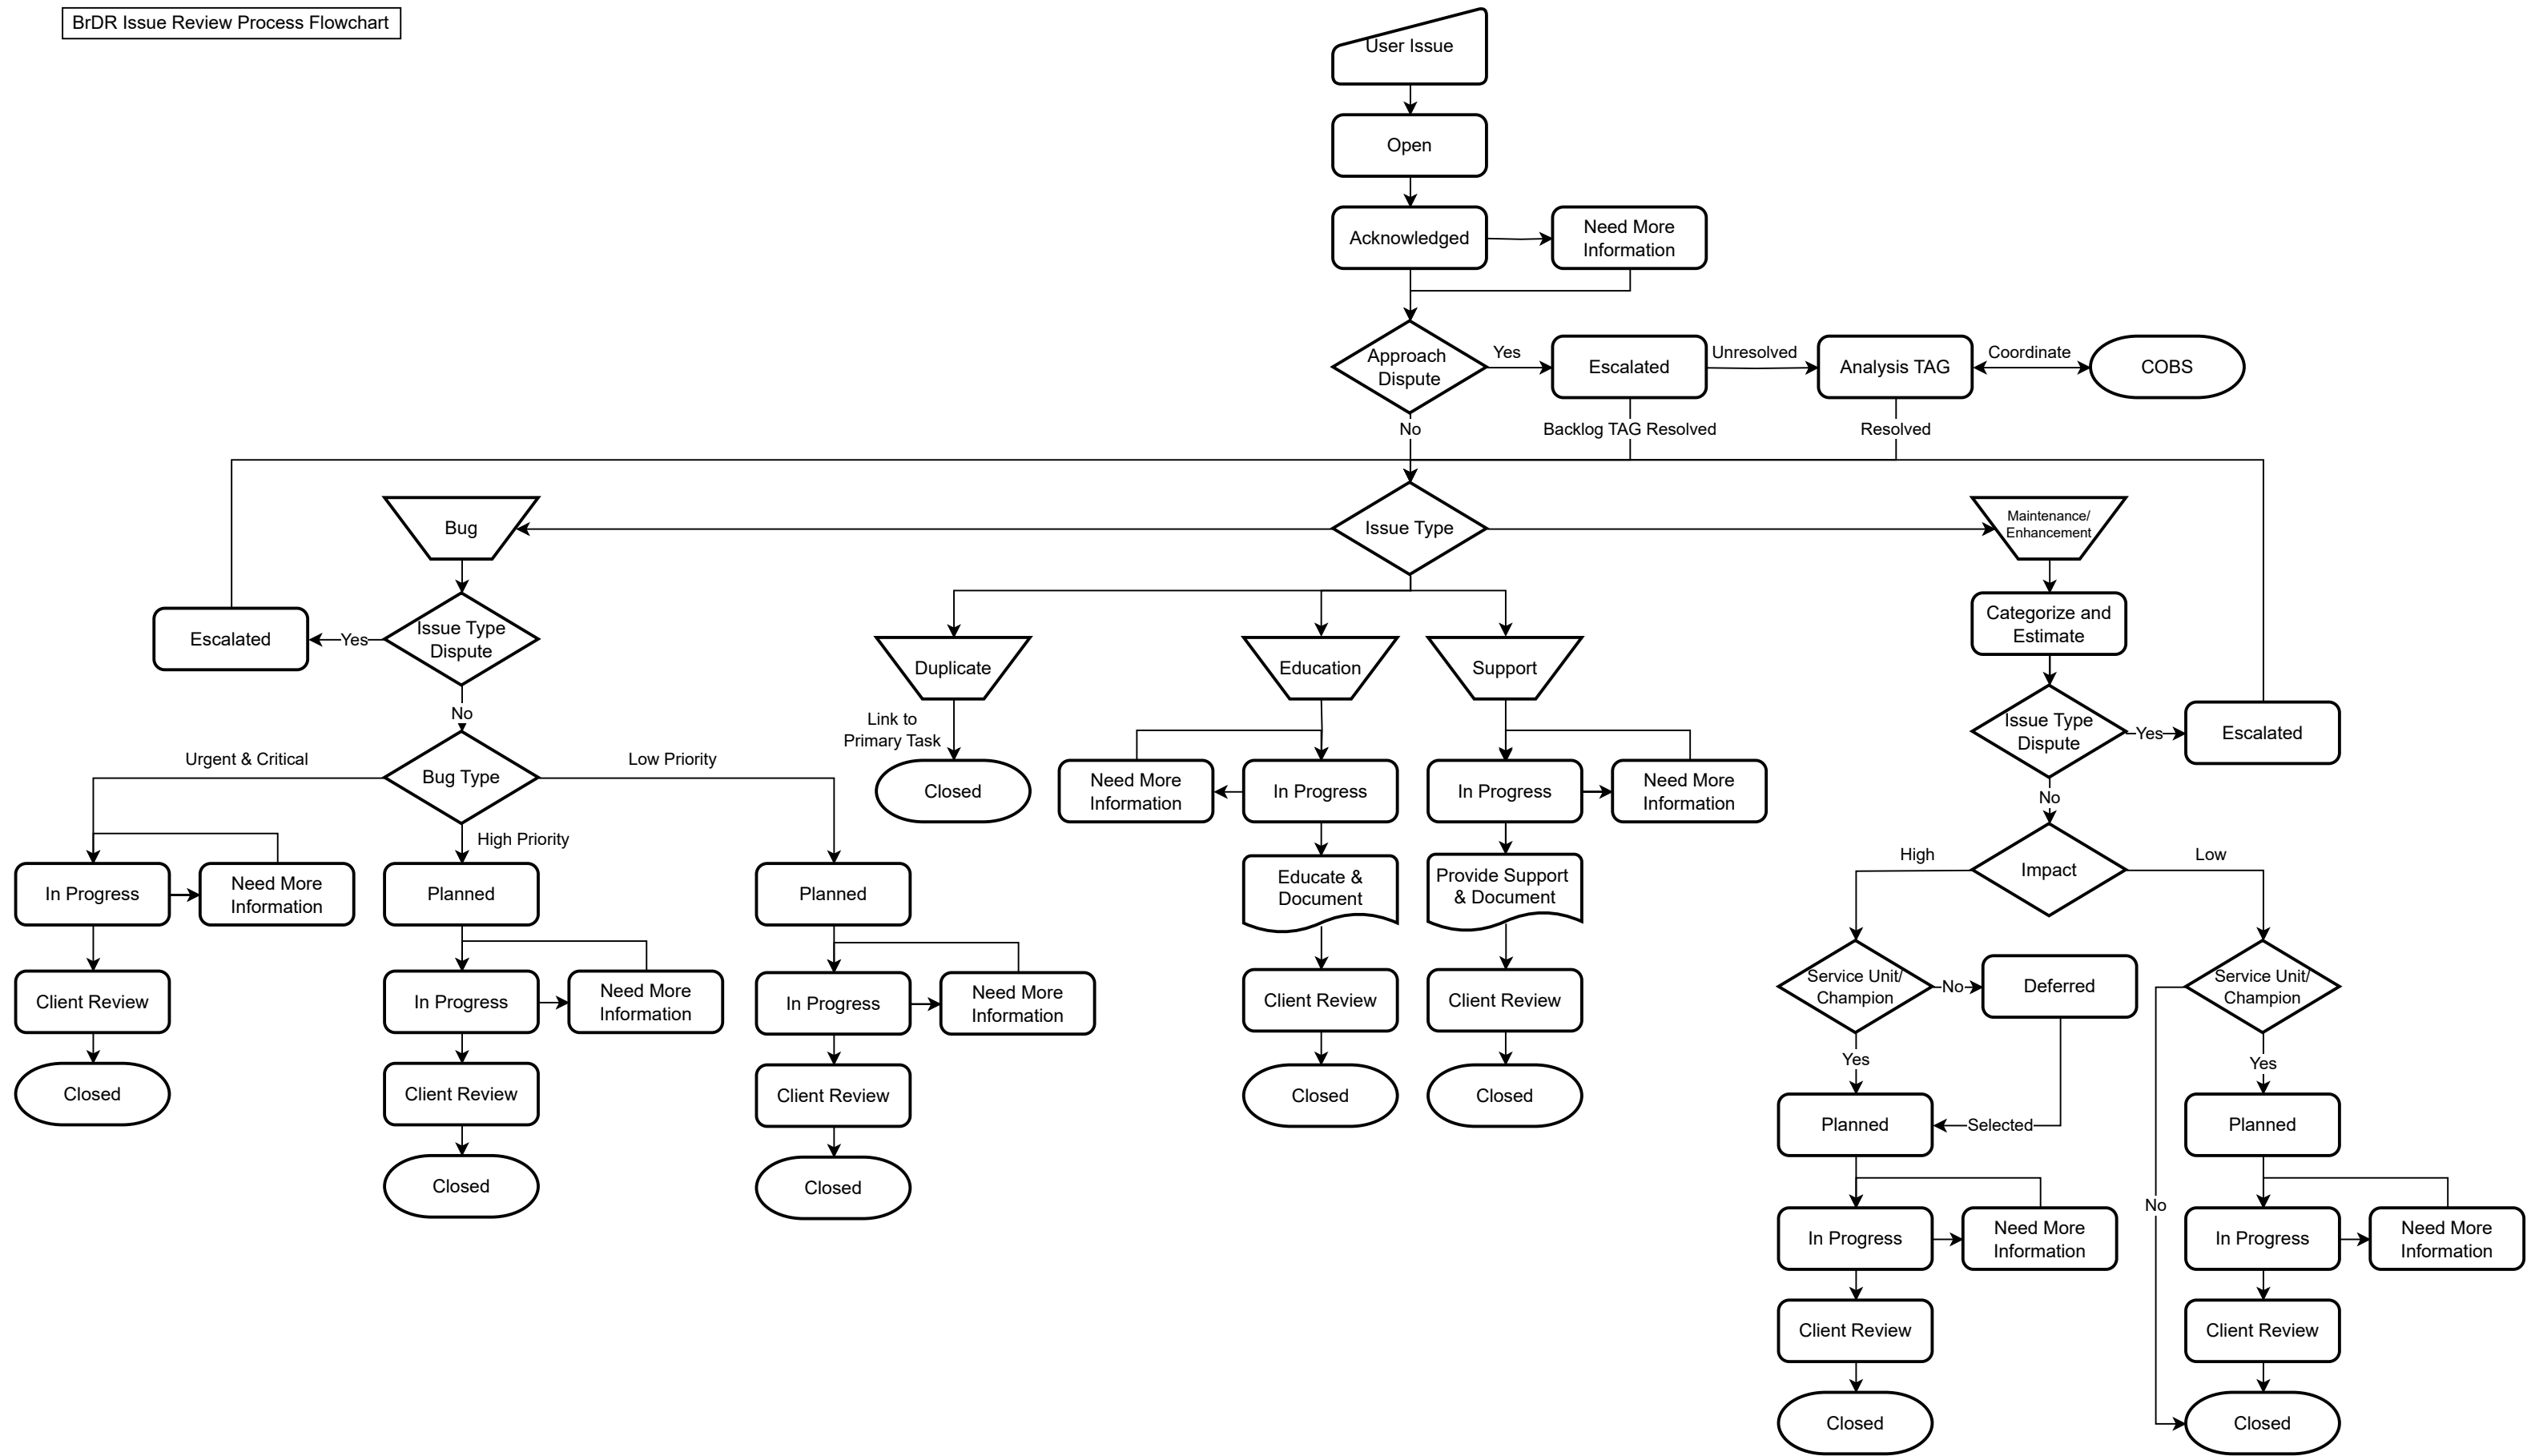 BrDR Issue Review Process Flowchart
User Issue
Open
Acknowledged
Need More
Information
Approach
Dispute
Yes
Escalated
Unresolved
Analysis TAG
Coordinate
COBS
No
Backlog TAG Resolved
Resolved
Bug
Issue Type
Maintenance/
Enhancement
Escalated
Yes
Issue Type
Dispute
No
Duplicate
Education
Support
Categorize and
Estimate
Link to
Primary Task
Closed
Issue Type
Dispute
Yes
Escalated
No
Urgent & Critical
Bug Type
Low Priority
High Priority
Need More
Information
In Progress
In Progress
Need More
Information
High
Impact
Low
In Progress
Need More
Information
Planned
Planned
Educate &
Document
Provide Support
& Document
Client Review
In Progress
Need More
Information
In Progress
Need More
Information
Client Review
Client Review
Service Unit/
Champion
No
Deferred
Service Unit/
Champion
Closed
Client Review
Client Review
Closed
Closed
Yes
Yes
Closed
Closed
Planned
Selected
Planned
No
In Progress
Need More
Information
In Progress
Need More
Information
Client Review
Client Review
Closed
Closed